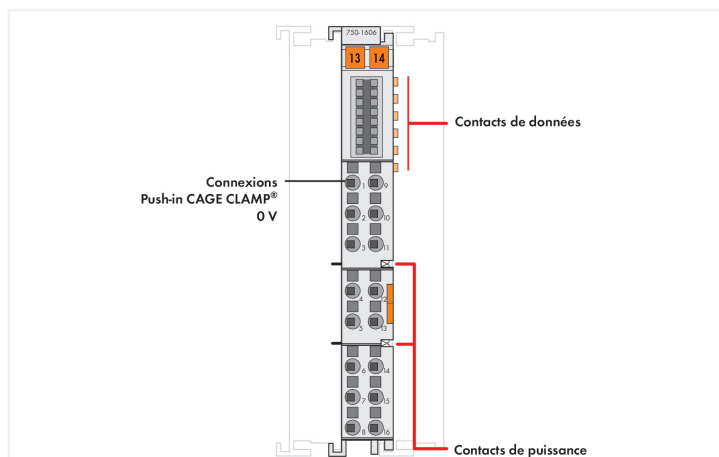 750-1606
13 14
Contacts de données
Connexions
Push-in CAGE CLAMP®
0 V
1 9
2 10
3 11
4 12
5 13
6 14
7 15
8 16
Contacts de puissance